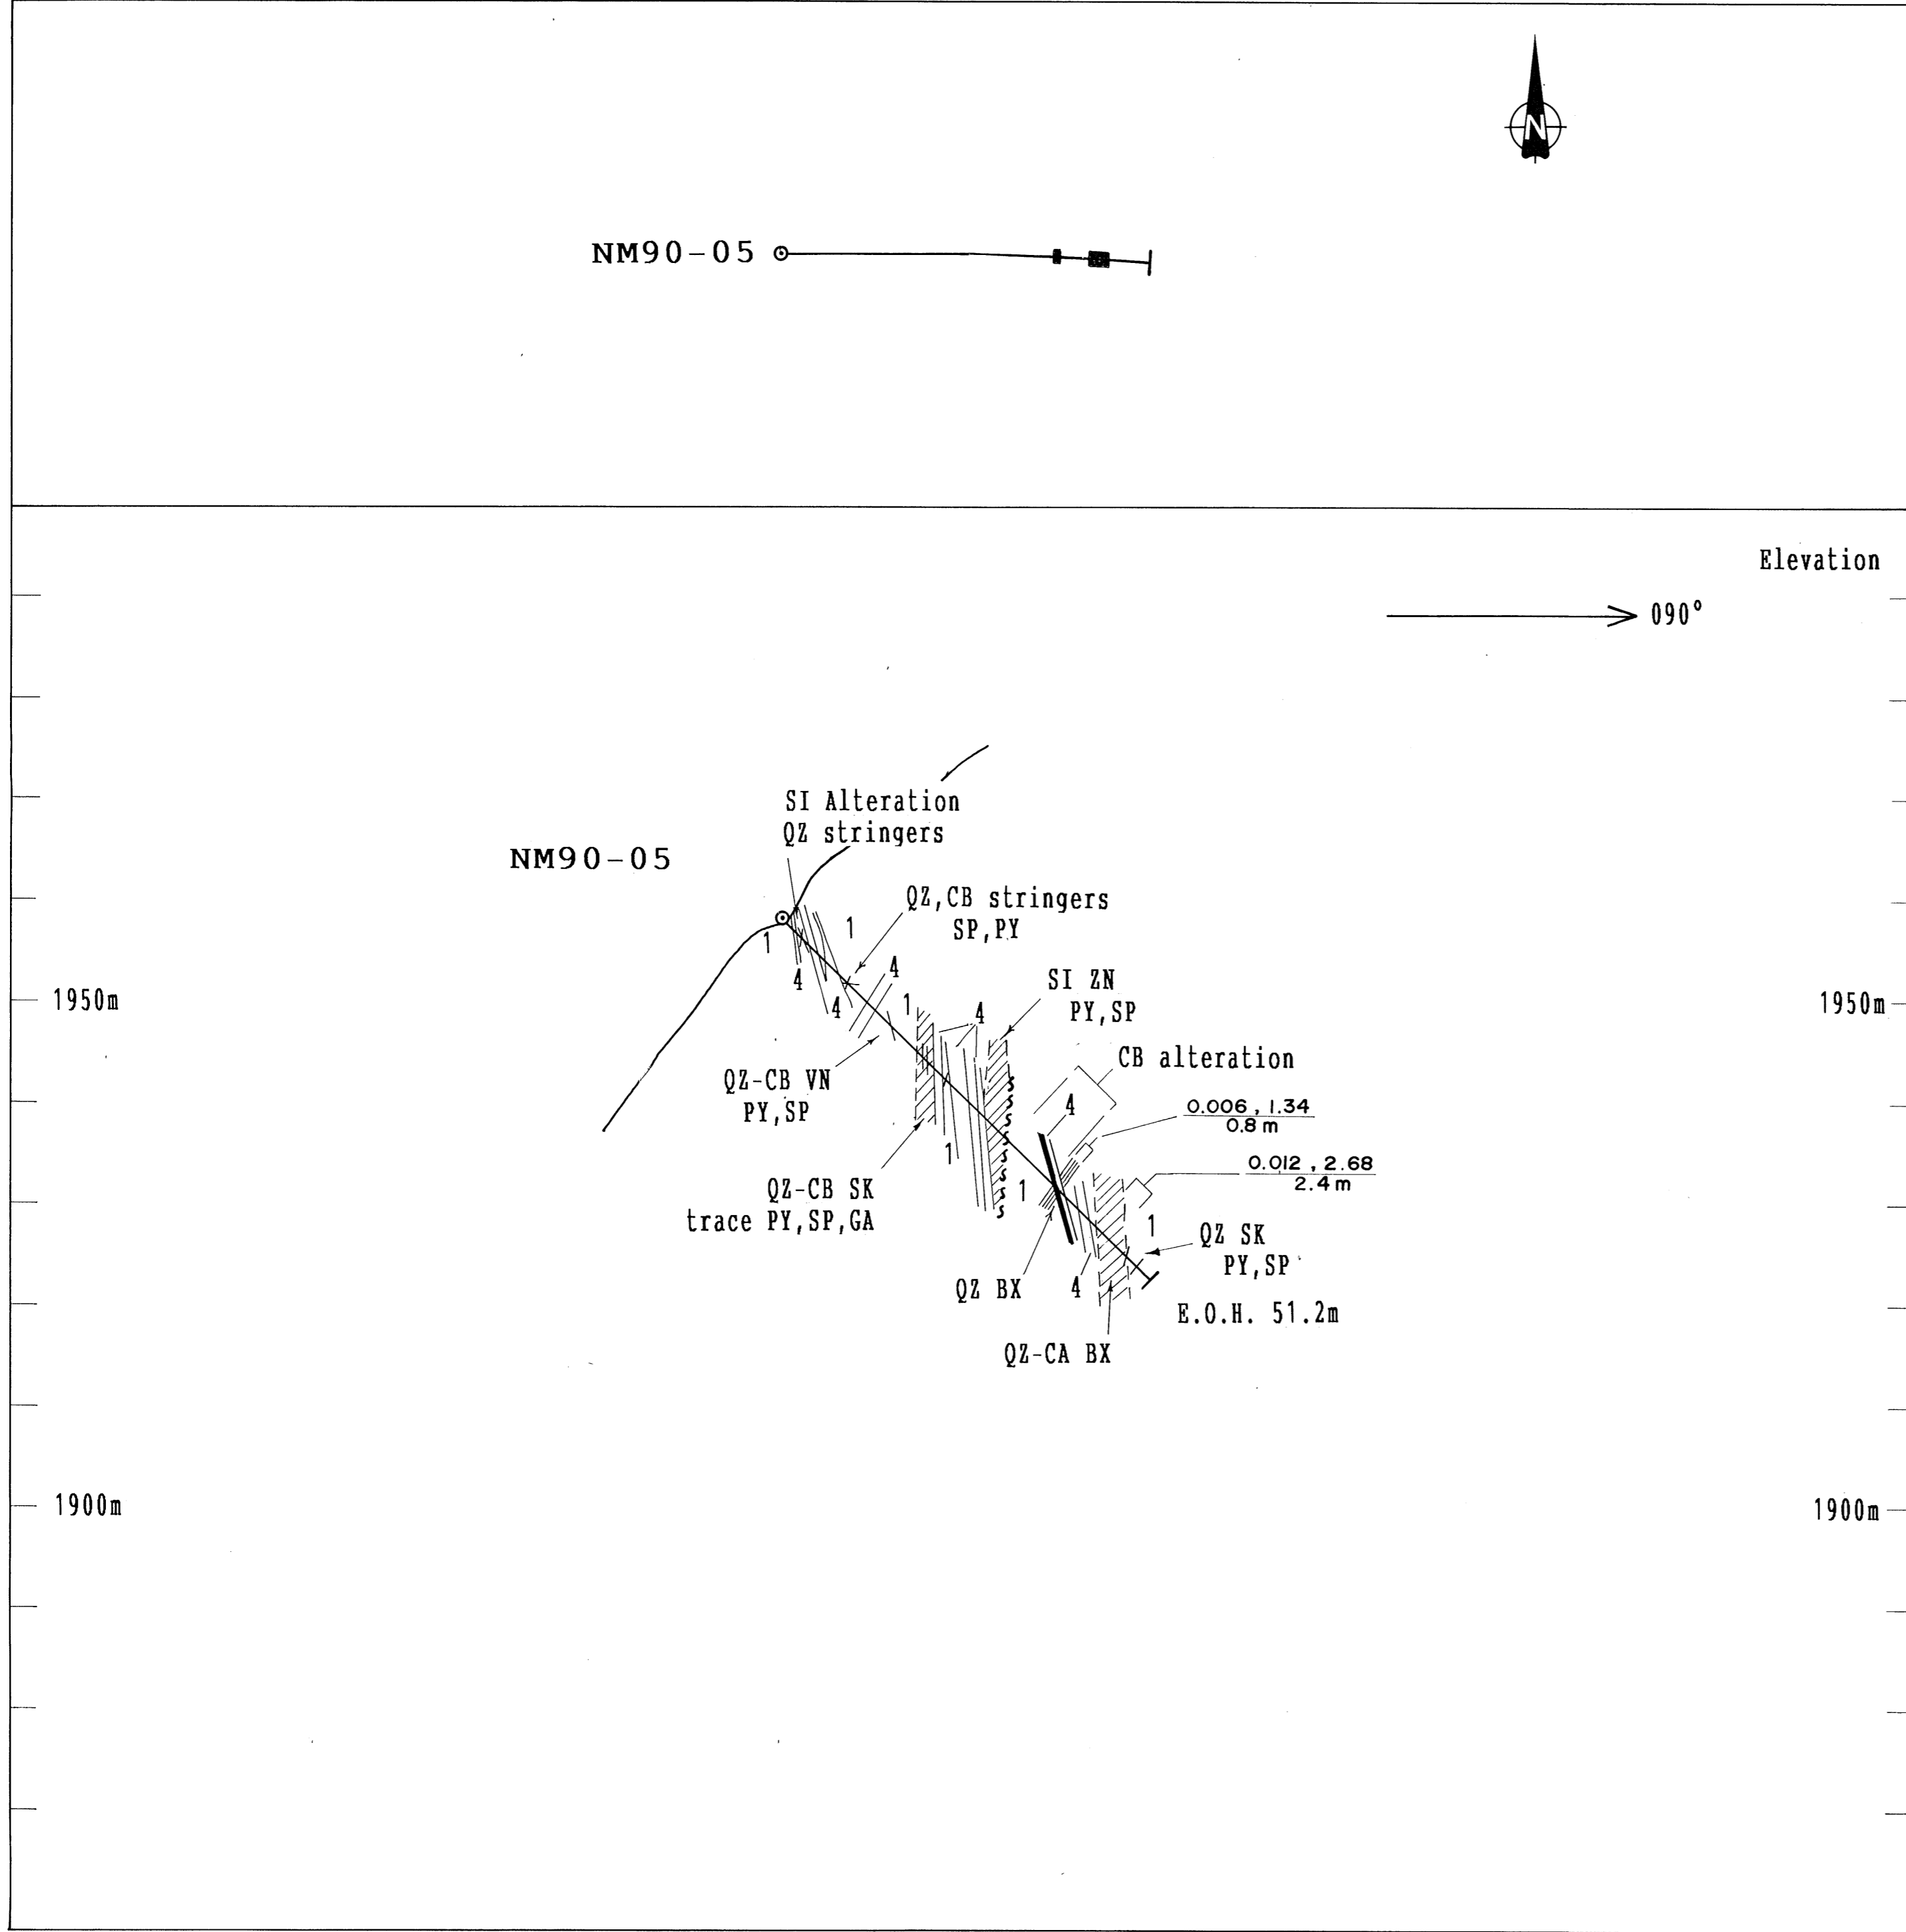 N
NM90-05
Elevation
090°
SI Alteration
QZ stringers
NM90-05
QZ,CB stringers
SP,PY
1
1
4
4
4
SI ZN
PY,SP
1950m
1950m
1
4
CB alteration
QZ-CB VN
PY,SP
4
0.006, 1.34
0.8 m
1
0.012, 2.68
2.4 m
QZ-CB SK
trace PY,SP,GA
1
1
QZ SK
PY,SP
QZ BX
4
E.O.H. 51.2m
QZ-CA BX
1900m
1900m